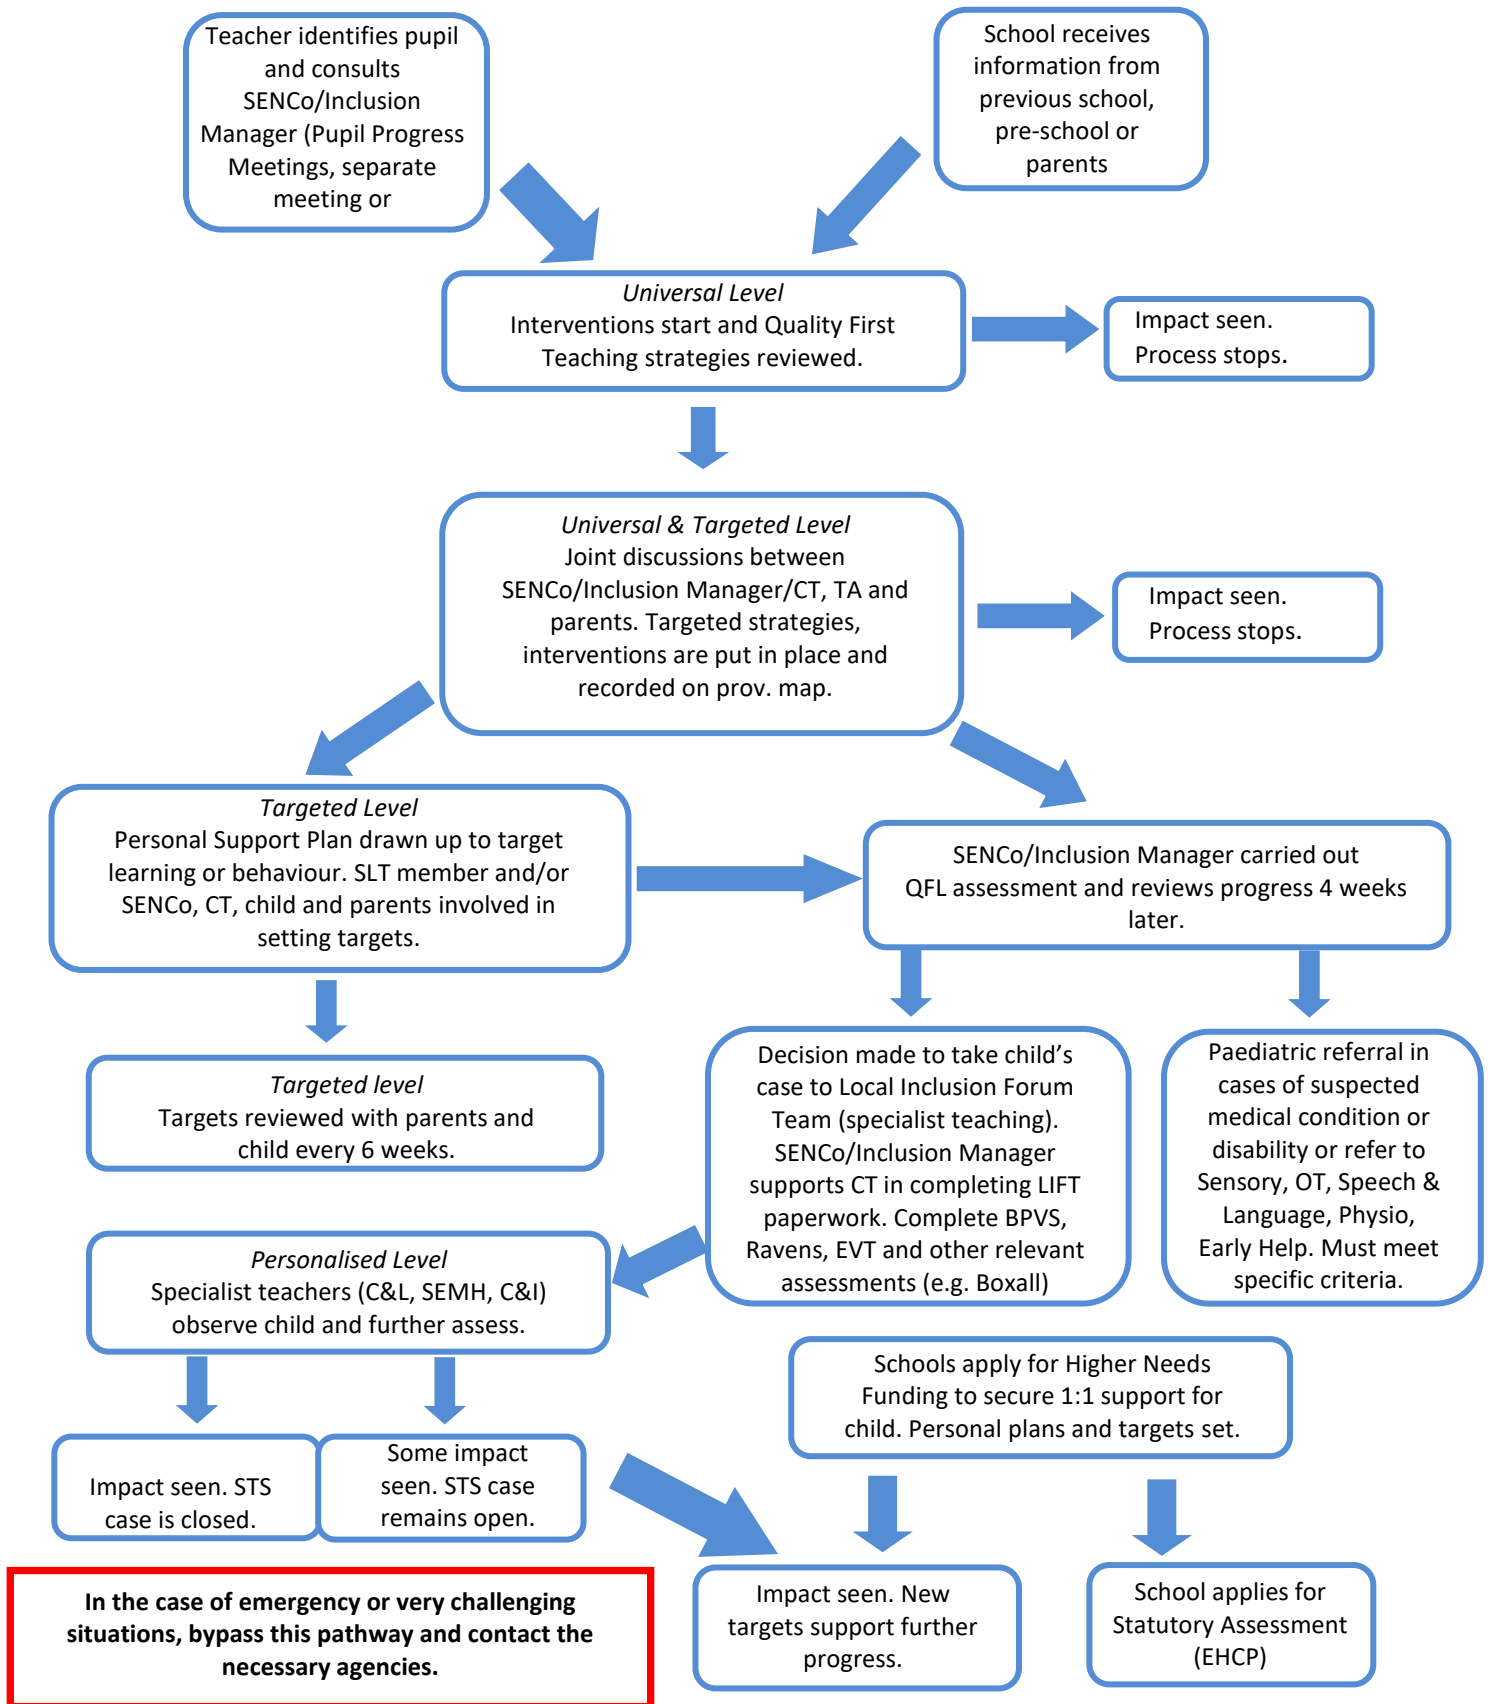 Teacher identifies pupil
and consults
SENCo/Inclusion
Manager (Pupil Progress
Meetings, separate
meeting or
School receives
information from
previous school,
pre-school or
parents
Universal Level
Interventions start and Quality First
Teaching strategies reviewed.
Impact seen.
Process stops.
Universal & Targeted Level
Joint discussions between
SENCo/Inclusion Manager/CT, TA and
parents. Targeted strategies,
interventions are put in place and
recorded on prov. map.
Impact seen.
Process stops.
Targeted Level
Personal Support Plan drawn up to target
learning or behaviour. SLT member and/or
SENCo, CT, child and parents involved in
setting targets.
SENCo/Inclusion Manager carried out
QFL assessment and reviews progress 4 weeks
later.
Targeted level
Targets reviewed with parents and
child every 6 weeks.
Decision made to take child’s
case to Local Inclusion Forum
Team (specialist teaching).
SENCo/Inclusion Manager
supports CT in completing LIFT
paperwork. Complete BPVS,
Ravens, EVT and other relevant
assessments (e.g. Boxall)
Paediatric referral in
cases of suspected
medical condition or
disability or refer to
Sensory, OT, Speech &
Language, Physio,
Early Help. Must meet
specific criteria.
Personalised Level
Specialist teachers (C&L, SEMH, C&I)
observe child and further assess.
Schools apply for Higher Needs
Funding to secure 1:1 support for
child. Personal plans and targets set.
Impact seen. STS
case is closed.
Some impact
seen. STS case
remains open.
In the case of emergency or very challenging
situations, bypass this pathway and contact the
necessary agencies.
Impact seen. New
targets support further
progress.
School applies for
Statutory Assessment
(EHCP)